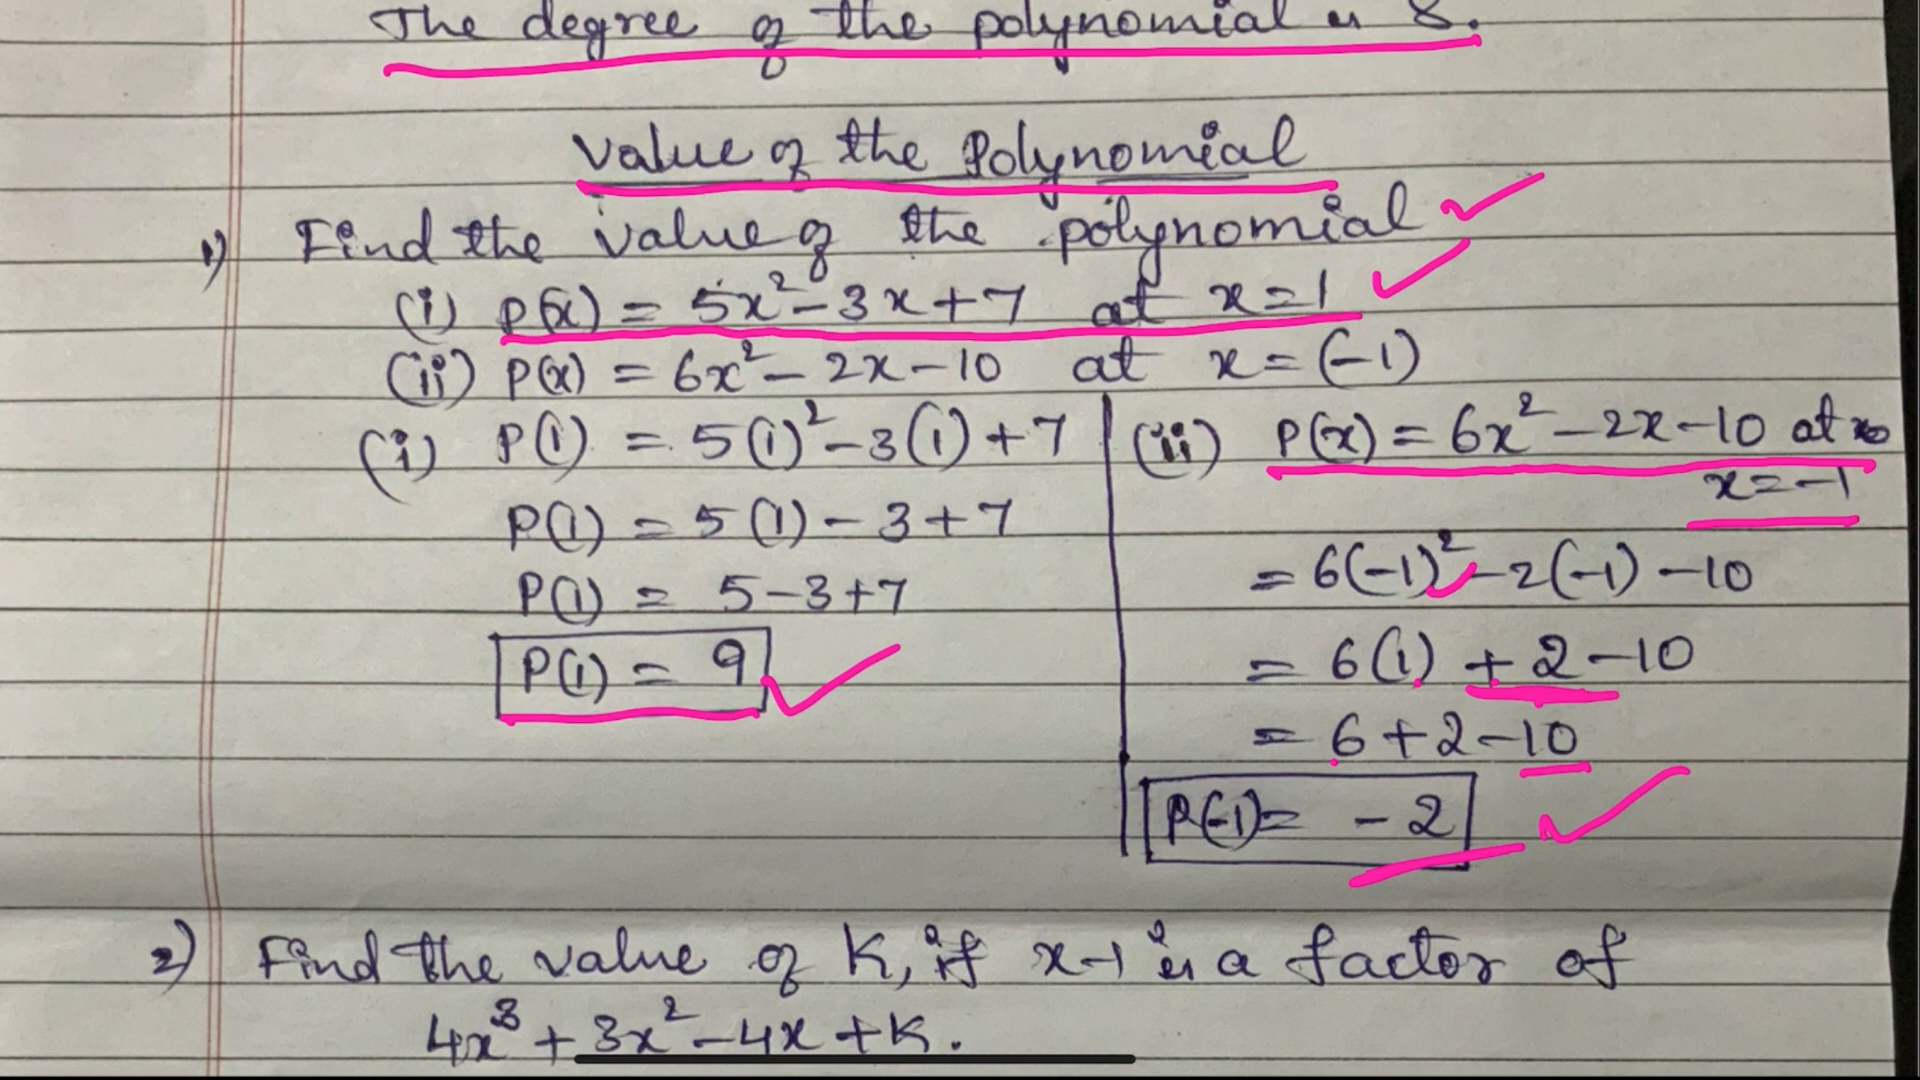 The degree of the polynomial is 8.
Value of the Polynomial
1) Find the value of the polynomial
(i) P(x) = 5x² - 3x + 7 at x = 1
(ii) P(x) = 6x² - 2x - 10 at x = (-1)
(i) P(1) = 5(1)² - 3(1) + 7
P(1) = 5(1) - 3 + 7
P(1) = 5 - 3 + 7
P(1) = 9
(ii) P(x) = 6x² - 2x - 10 at
x = -1
= 6(-1)² - 2(-1) - 10
= 6(1) + 2 - 10
= 6 + 2 - 10
P(-1) = - 2
2) Find the value of K, if x-1 is a factor of
4x³ + 3x² - 4x + K.